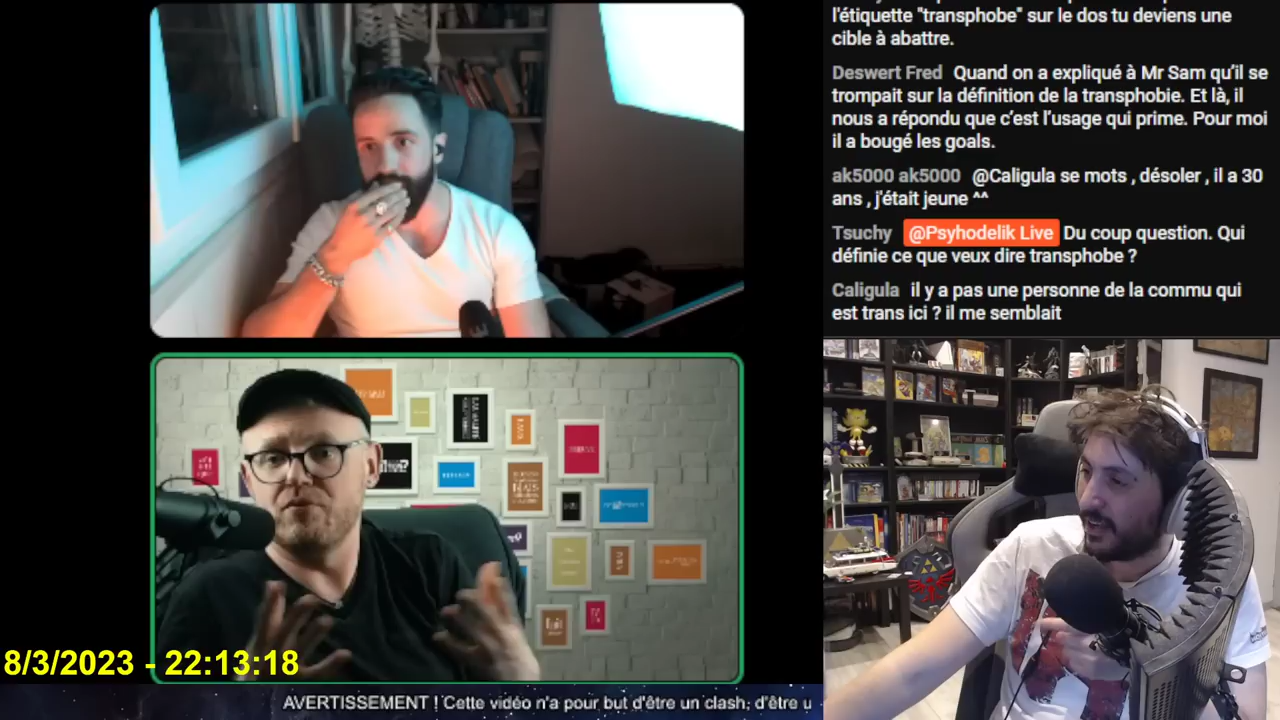 l'étiquette "transphobe" sur le dos tu deviens une
cible à abattre.
Deswert Fred Quand on a expliqué à Mr Sam qu'il se
trompait sur la définition de la transphobie. Et là, il
nous a répondu que c'est l'usage qui prime. Pour moi
il a bougé les goals.
ak5000 ak5000 @Caligula se mots , désoler , il a 30
ans , j'était jeune ^^
Tsuchy @Psyhodelik Live Du coup question. Qui
définie ce que veux dire transphobe ?
Caligula il y a pas une personne de la commu qui
est trans ici ? il me semblait
8/3/2023 - 22:13:18
AVERTISSEMENT ! Cette vidéo n'a pour but d'être un clash, d'être u